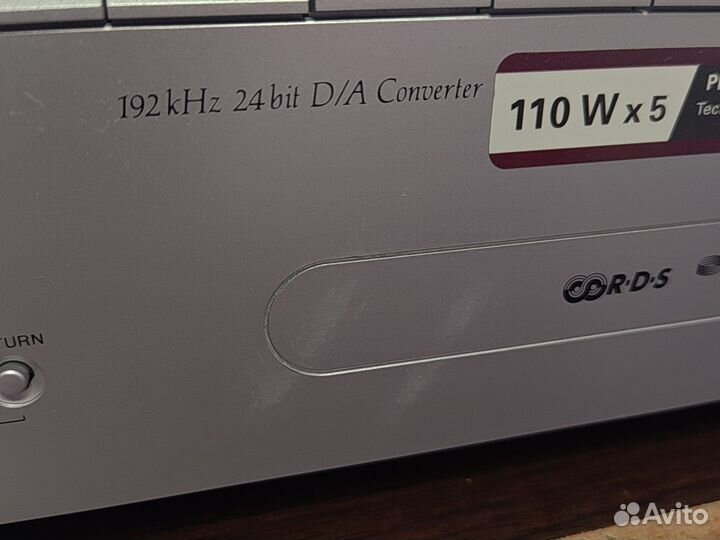 192 kHz 24 bit D/A Converter
110 W x 5
R·D·S
Avito